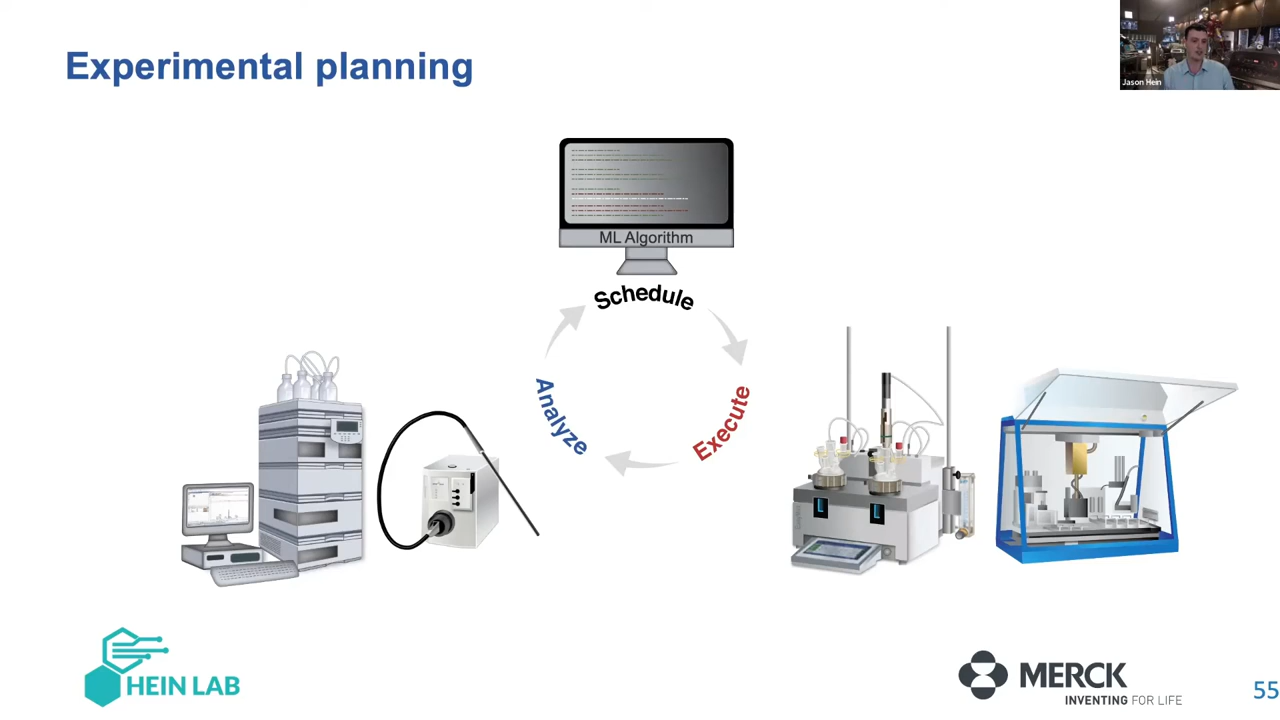 Experimental planning
Jason Hein
ML Algorithm
Schedule
Analyze
Execute
HEIN LAB
MERCK
INVENTING FOR LIFE
55